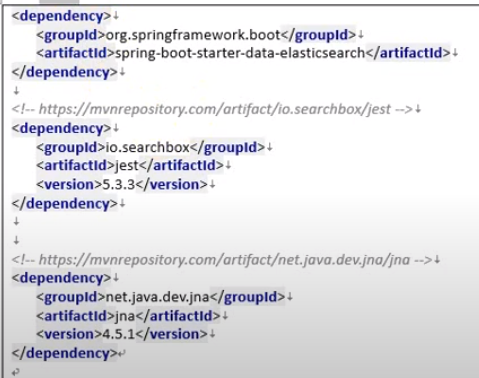 <dependency>
<groupId>org.springframework.boot</groupId>
<artifactId>spring-boot-starter-data-elasticsearch</artifactId>
</dependency>
<!-- https://mvnrepository.com/artifact/io.searchbox/jest -->
<dependency>
<groupId>io.searchbox</groupId>
<artifactId>jest</artifactId>
<version>5.3.3</version>
</dependency>
<!-- https://mvnrepository.com/artifact/net.java.dev.jna/jna -->
<dependency>
<groupId>net.java.dev.jna</groupId>
<artifactId>jna</artifactId>
<version>4.5.1</version>
</dependency>